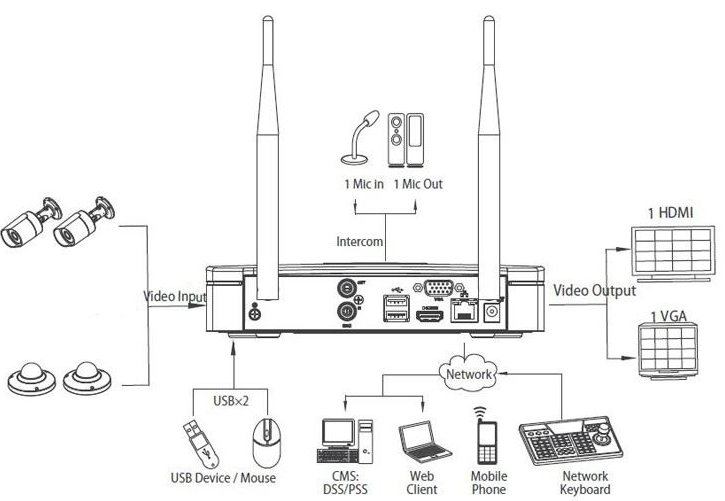 1 Mic in 1 Mic Out
Intercom
1 HDMI
Video Input
Video Output
VGA
1 VGA
Network
USB×2
USB Device / Mouse
CMS:
DSS/PSS
Web
Client
Mobile
Phone
Network
Keyboard